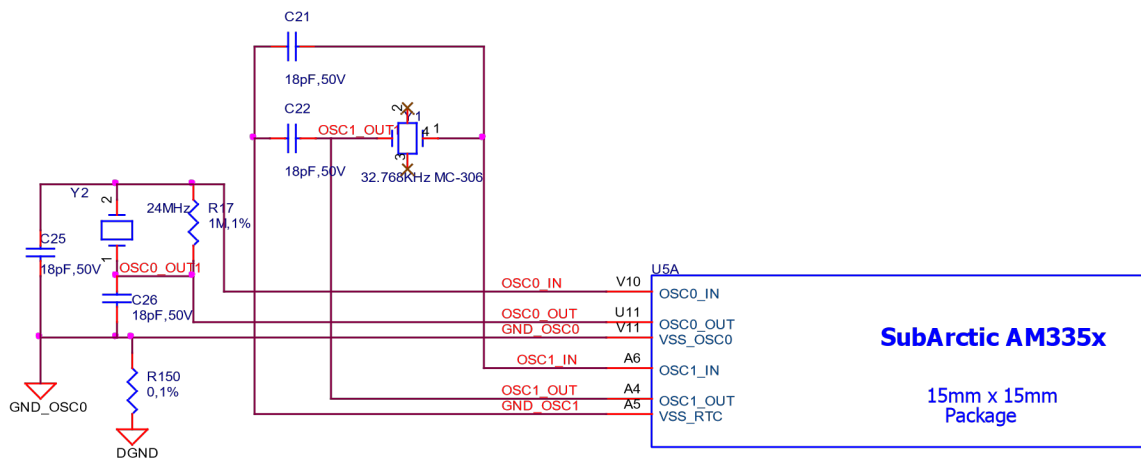 C21
18pF,50V
C22
OSC1_OUT1
2
1
4
1
3
18pF,50V
32.768KHz MC-306
Y2
2
24MHz
R17
1M,1%
C25
18pF,50V
1
OSC0_OUT1
C26
18pF,50V
R150
0,1%
GND_OSC0
DGND
OSC0_IN
V10
OSC0_OUT
U11
GND_OSC0
V11
OSC1_IN
A6
OSC1_OUT
A4
GND_OSC1
A5
U5A
OSC0_IN
OSC0_OUT
VSS_OSC0
OSC1_IN
OSC1_OUT
VSS_RTC
SubArctic AM335x
15mm x 15mm
Package